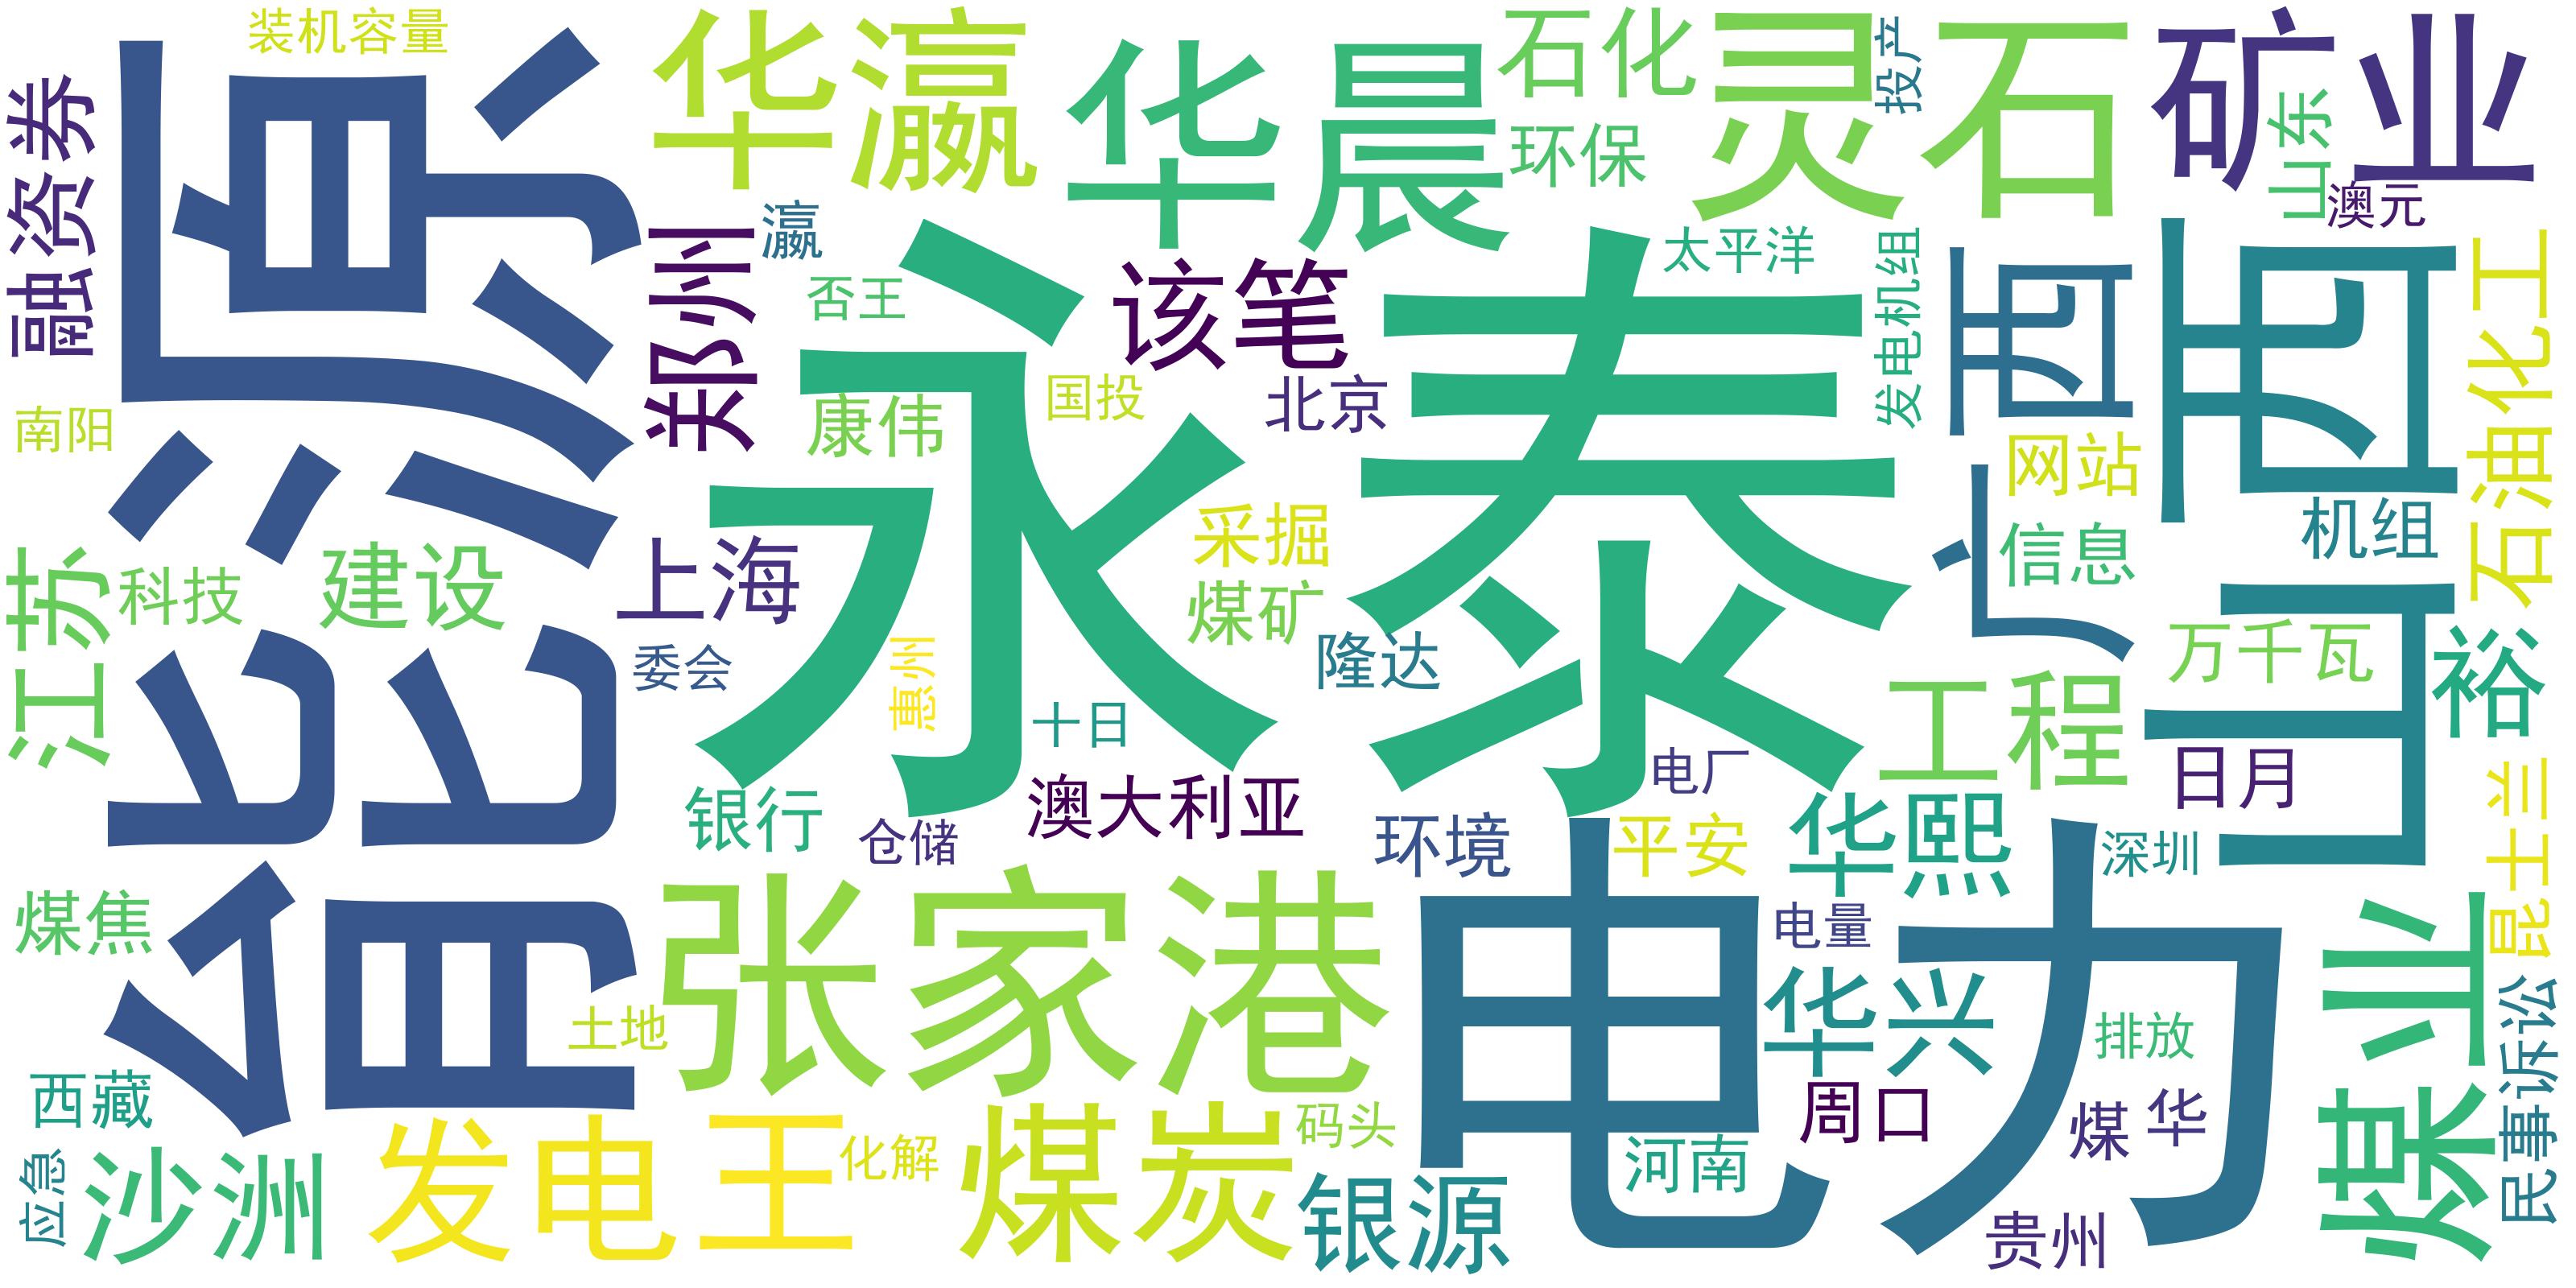 装机容量
融资券
能源
华瀛
华晨
石化
环保
灵石
投产
矿业
山东
澳元
郑州
瀛
否王
该笔
太平洋
发电机组
广西
山西
石油化工
南阳
康伟
国投
北京
永泰
网站
信息
机组
江苏
科技
建设
上海
委会
采掘
煤矿
隆达
惠州
十日
万千瓦
裕
工程
电厂
日月
银行
仓储
澳大利亚
环境
平安
华熙
深圳
昆士兰
煤焦
张家港
电力
电量
煤业
土地
华兴
排放
民事诉讼
西藏
应急
沙洲
发电
王
化解
煤炭
码头
银源
河南
周口
煤
华
贵州